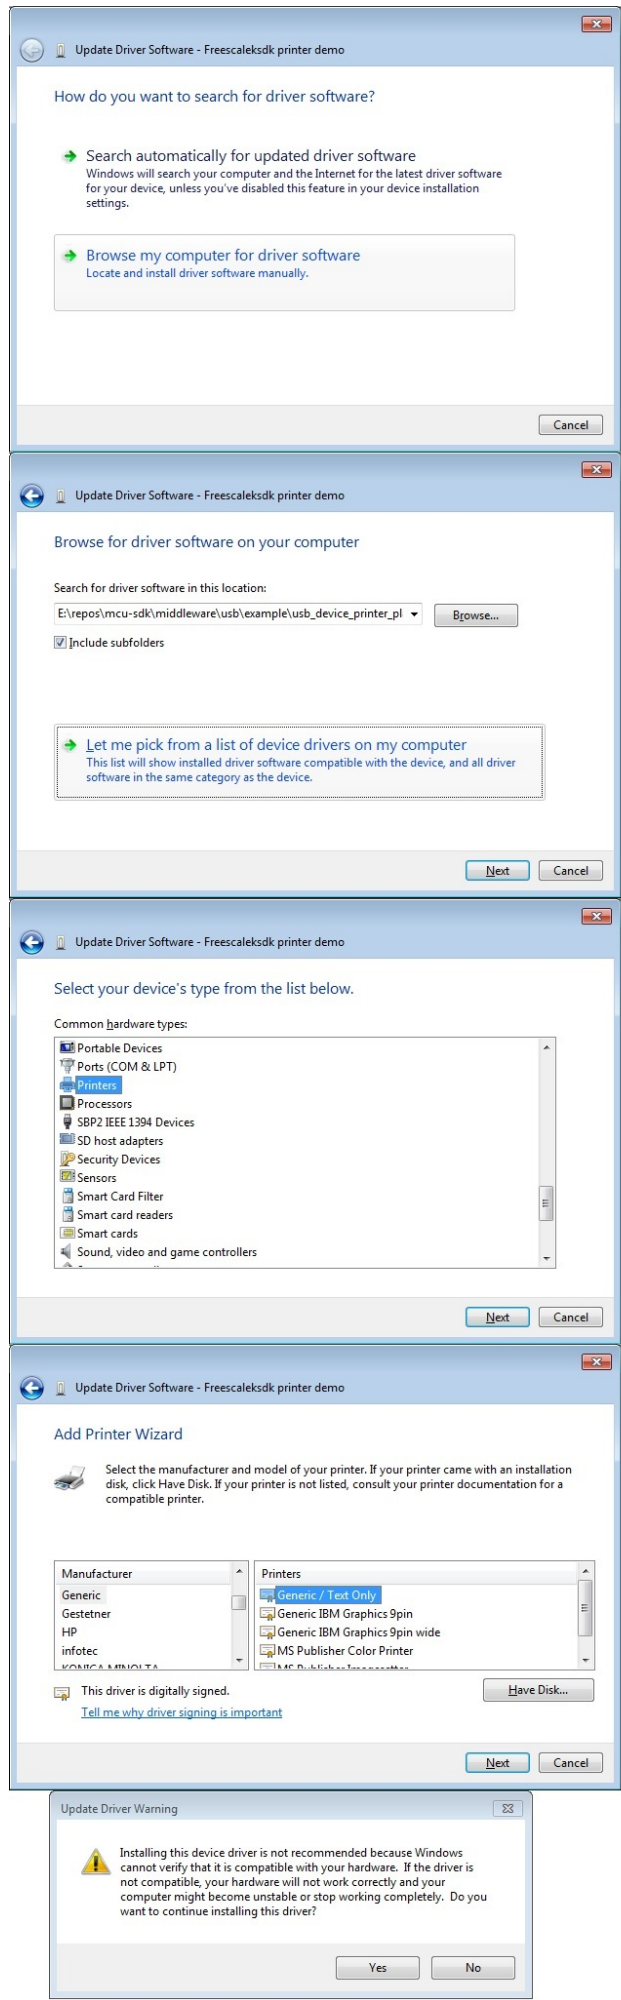 Update Driver Software - Freescaleksdk printer demo
How do you want to search for driver software?
Search automatically for updated driver software
Windows will search your computer and the Internet for the latest driver software
for your device, unless you've disabled this feature in your device installation
settings.
Browse my computer for driver software
Locate and install driver software manually.
Cancel
Update Driver Software - Freescaleksdk printer demo
Browse for driver software on your computer
Search for driver software in this location:
E:\repos\mcu-sdk\middleware\usb\example\usb_device_printer_pl
Browse...
Include subfolders
Let me pick from a list of device drivers on my computer
This list will show installed driver software compatible with the device, and all driver
software in the same category as the device.
Next Cancel
Update Driver Software - Freescaleksdk printer demo
Select your device's type from the list below.
Common hardware types:
Portable Devices
Ports (COM & LPT)
Printers
Processors
SBP2 IEEE 1394 Devices
SD host adapters
Security Devices
Sensors
Smart Card Filter
Smart card readers
Smart cards
Sound, video and game controllers
Next Cancel
Update Driver Software - Freescaleksdk printer demo
Add Printer Wizard
Select the manufacturer and model of your printer. If your printer came with an installation
disk, click Have Disk. If your printer is not listed, consult your printer documentation for a
compatible printer.
Manufacturer
Generic
Gestetner
HP
infotec
KONICA MINOLTA
Printers
Generic / Text Only
Generic IBM Graphics 9pin
Generic IBM Graphics 9pin wide
MS Publisher Color Printer
MS Publisher Imagesetter
This driver is digitally signed.
Have Disk...
Tell me why driver signing is important
Next Cancel
Update Driver Warning
Installing this device driver is not recommended because Windows
cannot verify that it is compatible with your hardware. If the driver is
not compatible, your hardware will not work correctly and your
computer might become unstable or stop working completely. Do you
want to continue installing this driver?
Yes No